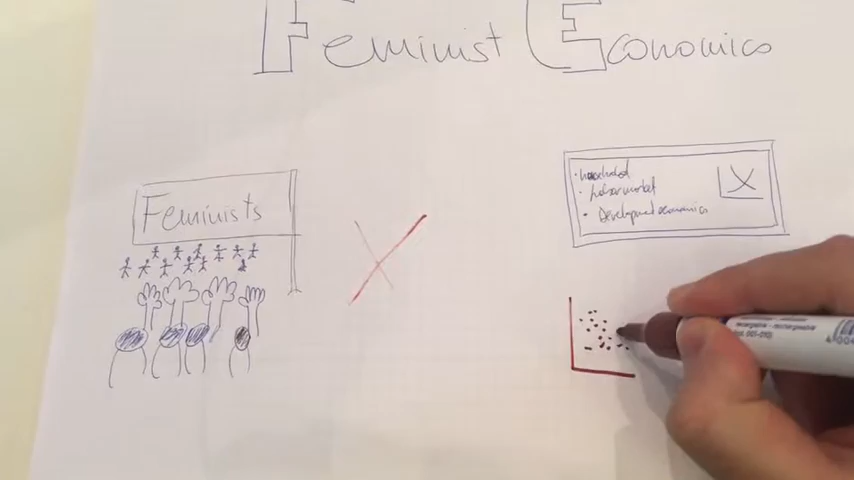 Feminist Economics
Feminists
• household
• labor market
• Development economics